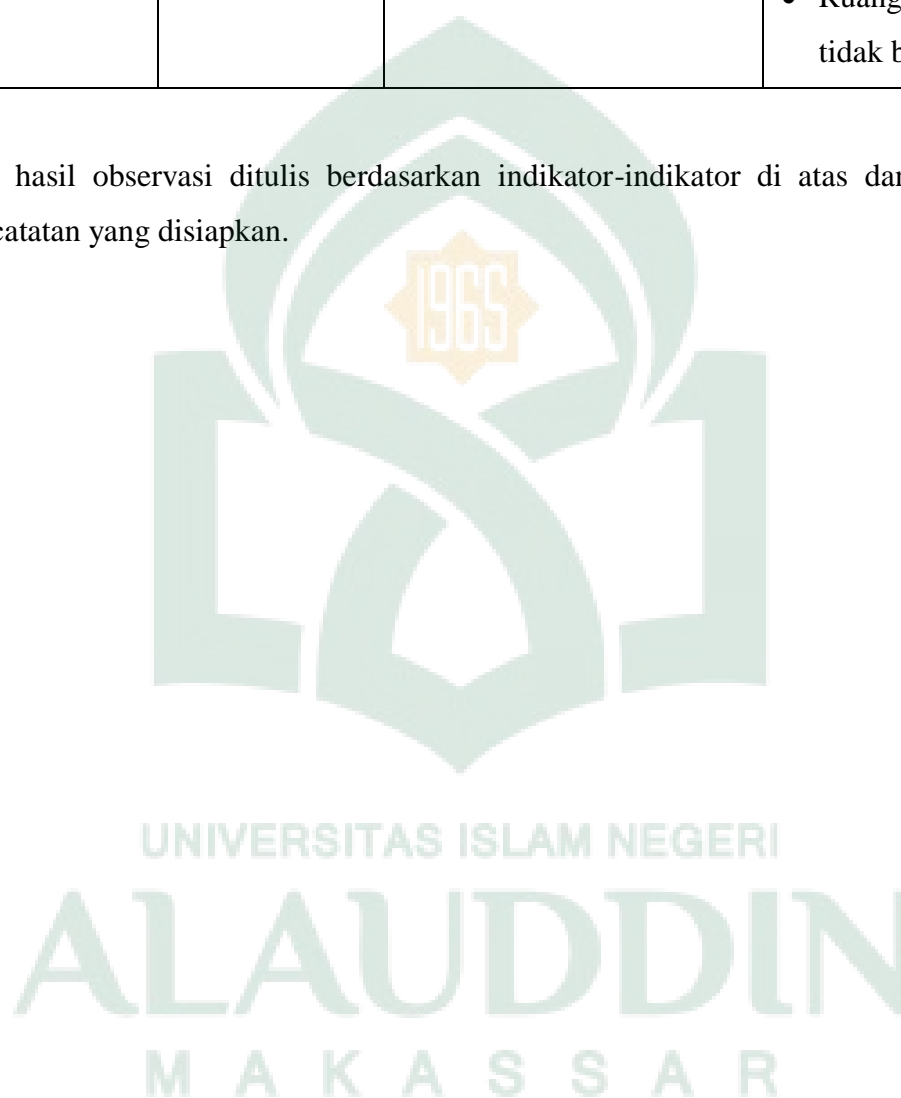 tidak
hasil observasi ditulis berdasarkan indikator-indikator di atas dan
catatan yang disiapkan.
1965
UNIVERSITAS ISLAM NEGERI
ALAUDDIN
MAKASSAR